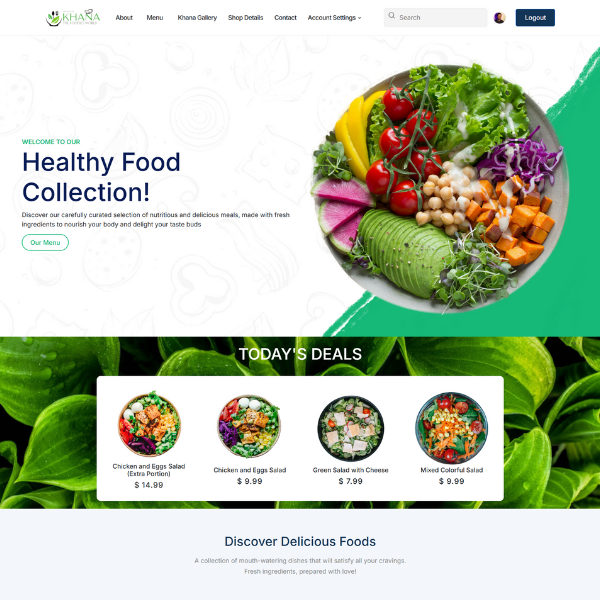 KHANA
About
Menu
Khana Gallery
Shop Details
Contact
Account Settings
Search
Logout
WELCOME TO OUR
Healthy Food
Collection!
Discover our carefully curated selection of nutritious and delicious meals, made with fresh
ingredients to nourish your body and delight your taste buds
Our Menu
TODAY'S DEALS
Chicken and Eggs Salad
(Extra Portion)
$ 14.99
Chicken and Eggs Salad
$ 9.99
Green Salad with Cheese
$ 7.99
Mixed Colorful Salad
$ 9.99
Discover Delicious Foods
A collection of mouth-watering dishes that will satisfy all your cravings.
Fresh ingredients, prepared with love!